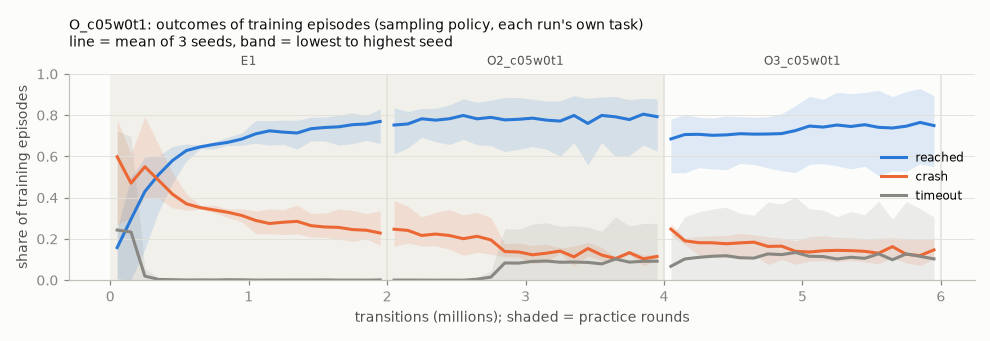 O_c05w0t1: outcomes of training episodes (sampling policy, each run's own task)
line = mean of 3 seeds, band = lowest to highest seed
E1 O2_c05w0t1 O3_c05w0t1
share of training episodes
1.0
0.8
0.6
0.4
0.2
0.0
reached
crash
timeout
0 1 2 3 4 5 6
transitions (millions); shaded = practice rounds